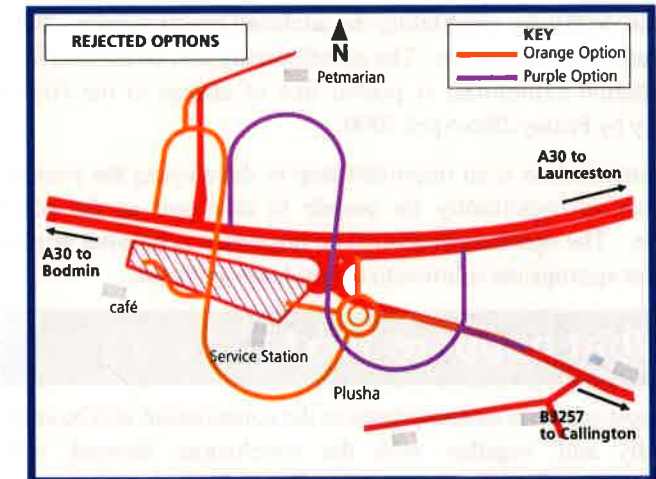 REJECTED OPTIONS
N
KEY
Orange Option
Purple Option
Petmarian
A30 to
Launceston
A30 to
Bodmin
café
Service Station
Plusha
B3257
to Callington